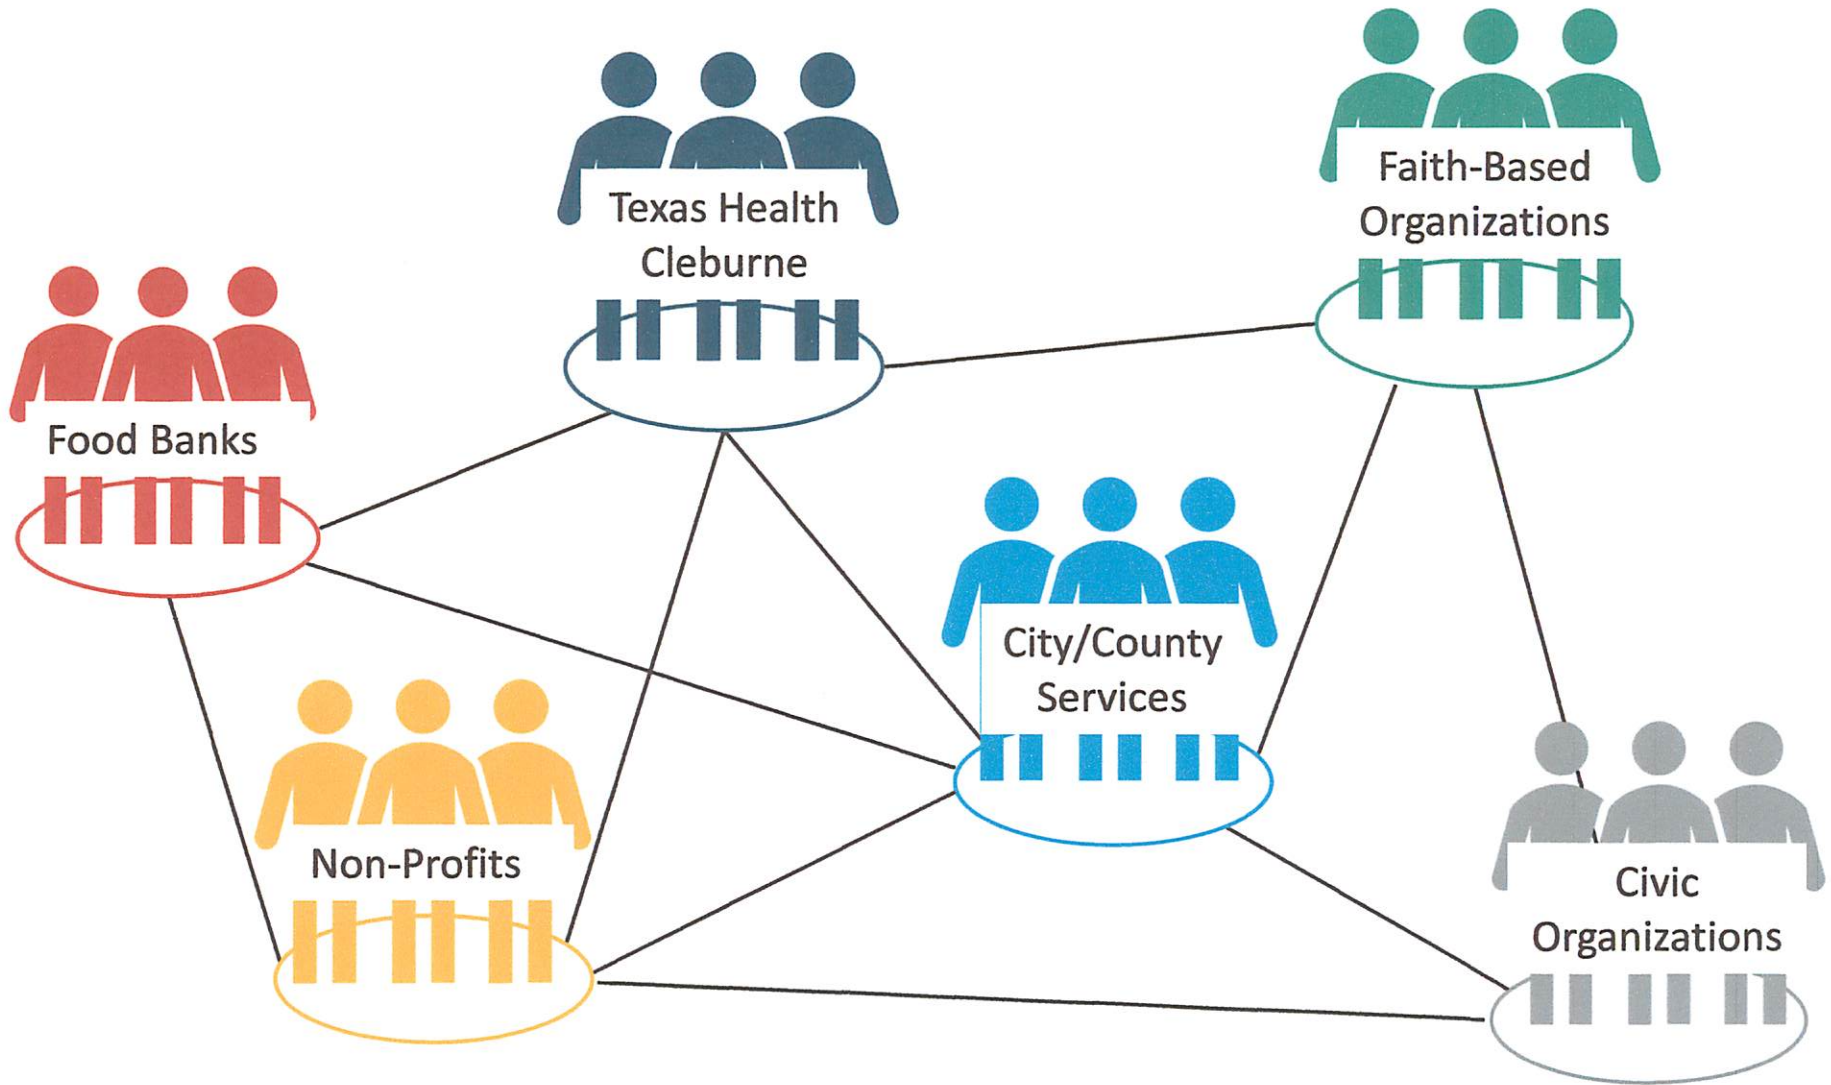 Faith-Based
Organizations
Texas Health
Cleburne
Food Banks
City/County
Services
Non-Profits
Civic
Organizations